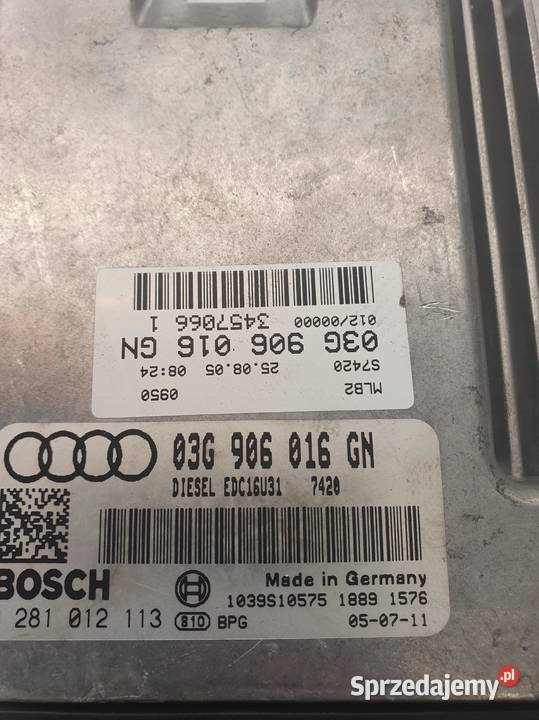 MLB2 0950
S7420 25.08.05 08:24
03G 906 016 GN
012/00000 3457066 1
03G 906 016 GN
DIESEL EDC16U31 7420
BOSCH
Made in Germany
1039S10575 1889 1576
281 012 113 810 BPG 05-07-11
Sprzedajemy.pl